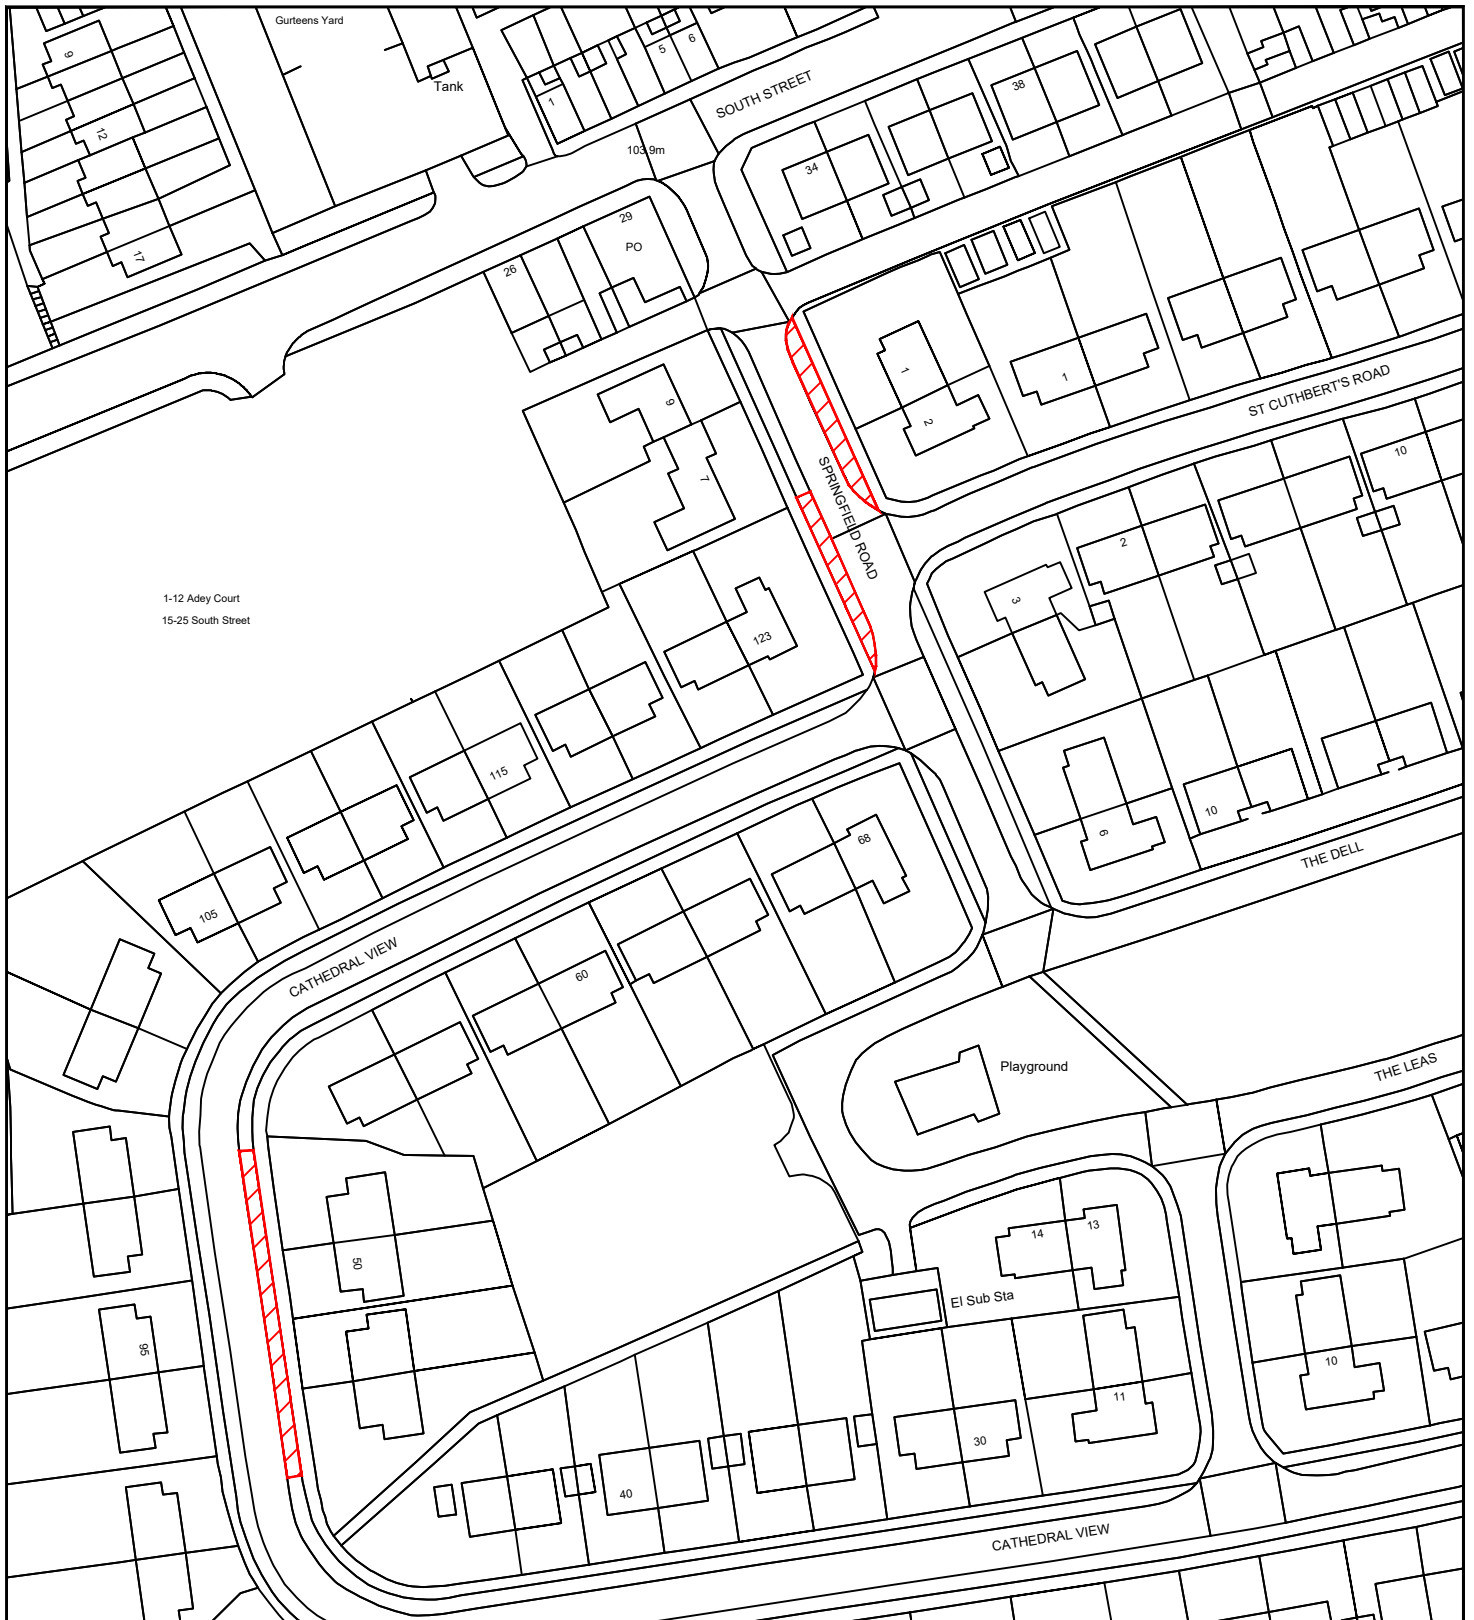 Gurteens Yard
9
5
6
Tank
SOUTH STREET
38
1
12
103.9m
34
29
PO
17
26
1
1
9
ST CUTHBERT'S ROAD
2
10
7
SPRINGFIELD ROAD
2
1-12 Adey Court
3
15-25 South Street
123
115
10
68
6
THE DELL
105
CATHEDRAL VIEW
60
Playground
THE LEAS
13
14
50
El Sub Sta
95
10
11
30
40
CATHEDRAL VIEW